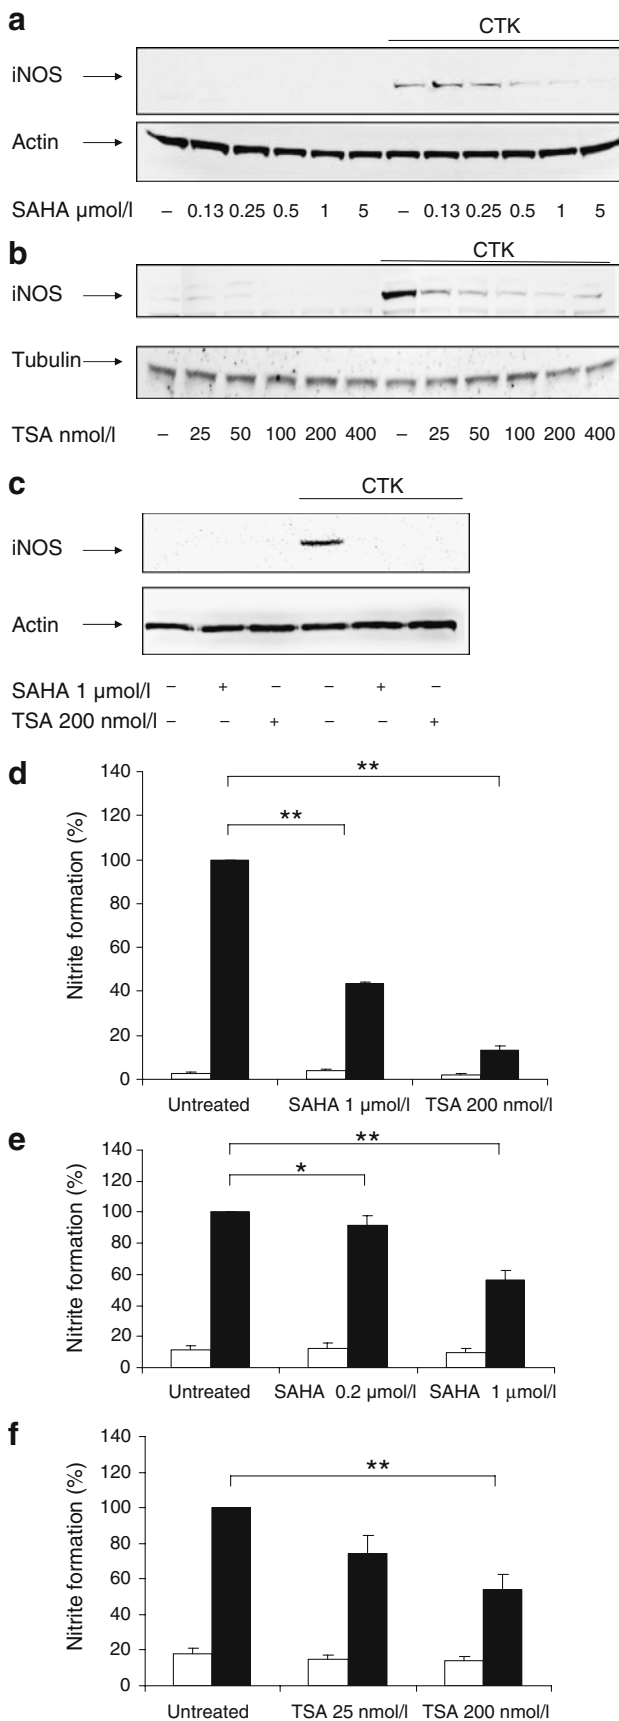 a
CTK
iNOS
Actin
SAHA µmol/l – 0.13 0.25 0.5 1 5 – 0.13 0.25 0.5 1 5
b
CTK
iNOS
Tubulin
TSA nmol/l – 25 50 100 200 400 – 25 50 100 200 400
c
CTK
iNOS
Actin
SAHA 1 µmol/l – + – – + –
TSA 200 nmol/l – – + – – +
d
Nitrite formation (%)
140
120
100
80
60
40
20
0
**
**
Untreated SAHA 1 µmol/l TSA 200 nmol/l
e
Nitrite formation (%)
140
120
100
80
60
40
20
0
**
*
Untreated SAHA 0.2 µmol/l SAHA 1 µmol/l
f
Nitrite formation (%)
140
120
100
80
60
40
20
0
**
Untreated TSA 25 nmol/l TSA 200 nmol/l